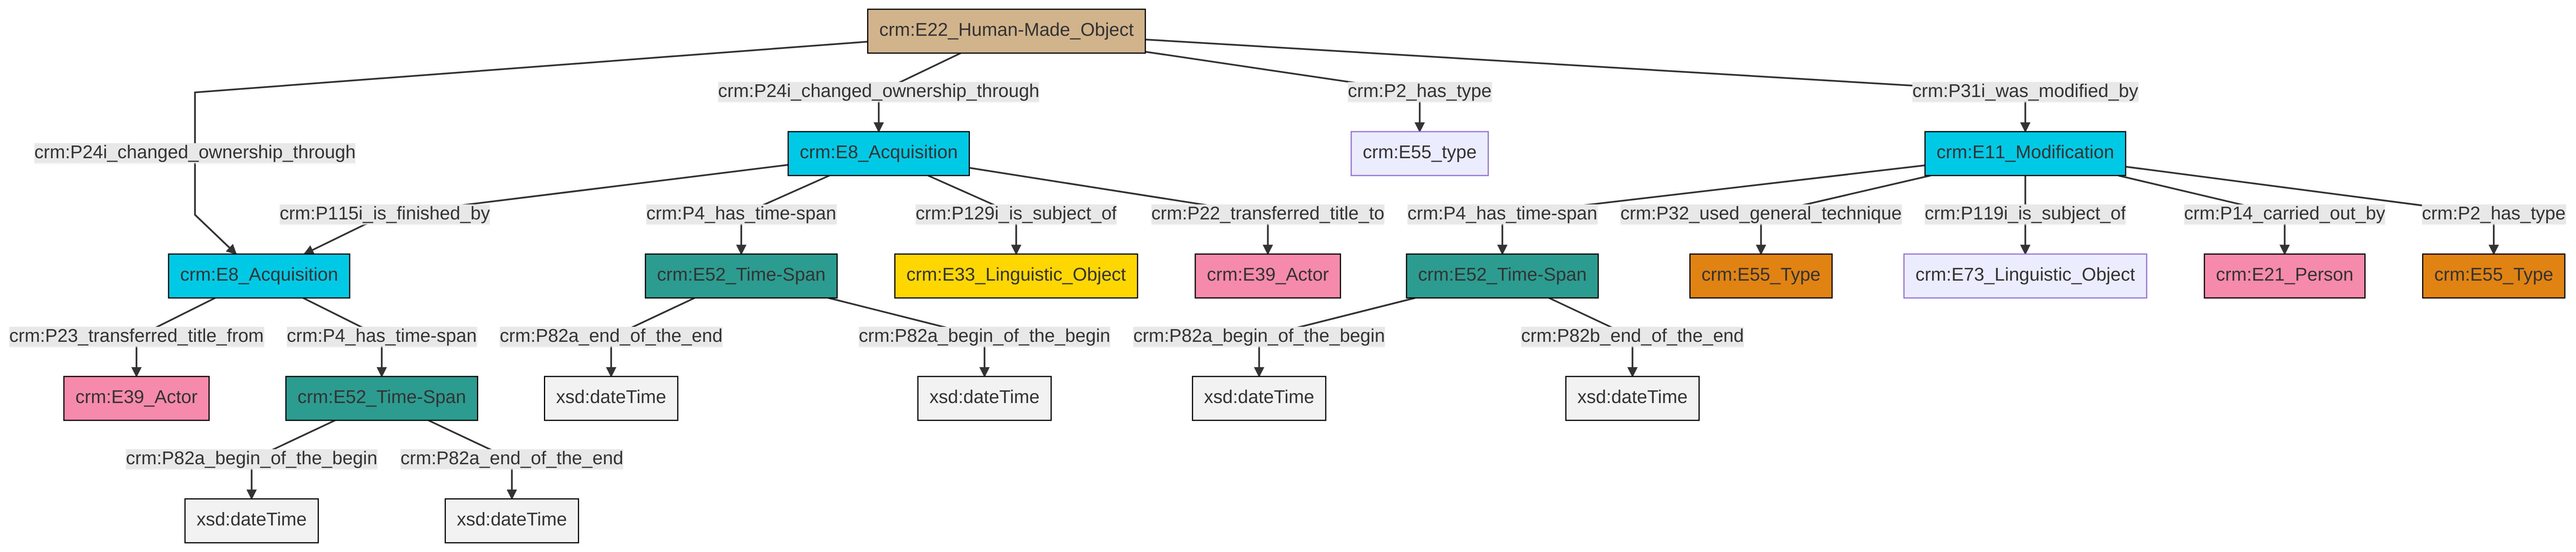 crm:E22_Human-Made_Object
crm:P24i_changed_ownership_through
crm:P2_has_type
crm:P31i_was_modified_by
crm:P24i_changed_ownership_through
crm:E8_Acquisition
crm:E55_type
crm:E11_Modification
crm:P115i_is_finished_by
crm:P4_has_time-span
crm:P129i_is_subject_of
crm:P22_transferred_title_to
crm:P4_has_time-span
crm:P32_used_general_technique
crm:P119i_is_subject_of
crm:P14_carried_out_by
crm:P2_has_type
crm:E8_Acquisition
crm:E52_Time-Span
crm:E33_Linguistic_Object
crm:E39_Actor
crm:E52_Time-Span
crm:E55_Type
crm:E73_Linguistic_Object
crm:E21_Person
crm:E55_Type
crm:P23_transferred_title_from
crm:P4_has_time-span
crm:P82a_end_of_the_end
crm:P82a_begin_of_the_begin
crm:P82a_begin_of_the_begin
crm:P82b_end_of_the_end
crm:E39_Actor
crm:E52_Time-Span
xsd:dateTime
xsd:dateTime
xsd:dateTime
xsd:dateTime
crm:P82a_begin_of_the_begin
crm:P82a_end_of_the_end
xsd:dateTime
xsd:dateTime